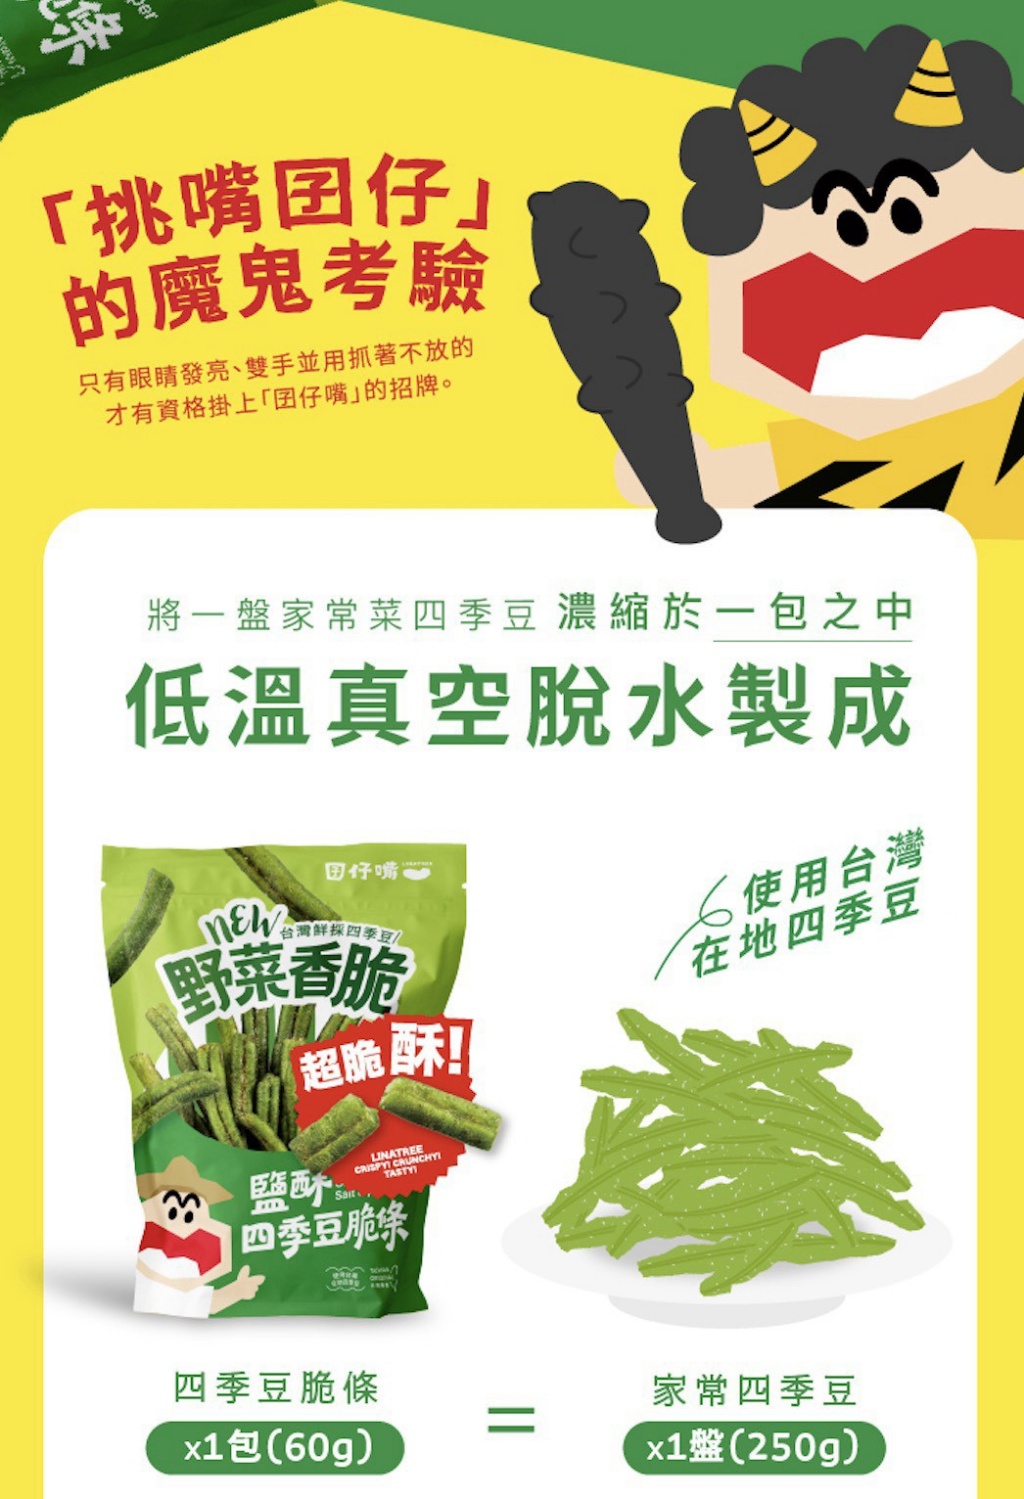 條
「挑嘴囝仔」
的魔鬼考驗
只有眼睛發亮、雙手並用抓著不放的
才有資格掛上「囝仔嘴」的招牌。
將一盤家常菜四季豆 濃縮於一包之中
低溫真空脫水製成
使用台灣
在地四季豆
囝仔嘴
NEW 台灣鮮採四季豆
野菜香脆
超脆酥!
LINATREE
CRISPY! CRUNCHY!
TASTY!
鹽酥
四季豆脆條
四季豆脆條
x1包(60g)
=
家常四季豆
x1盤(250g)